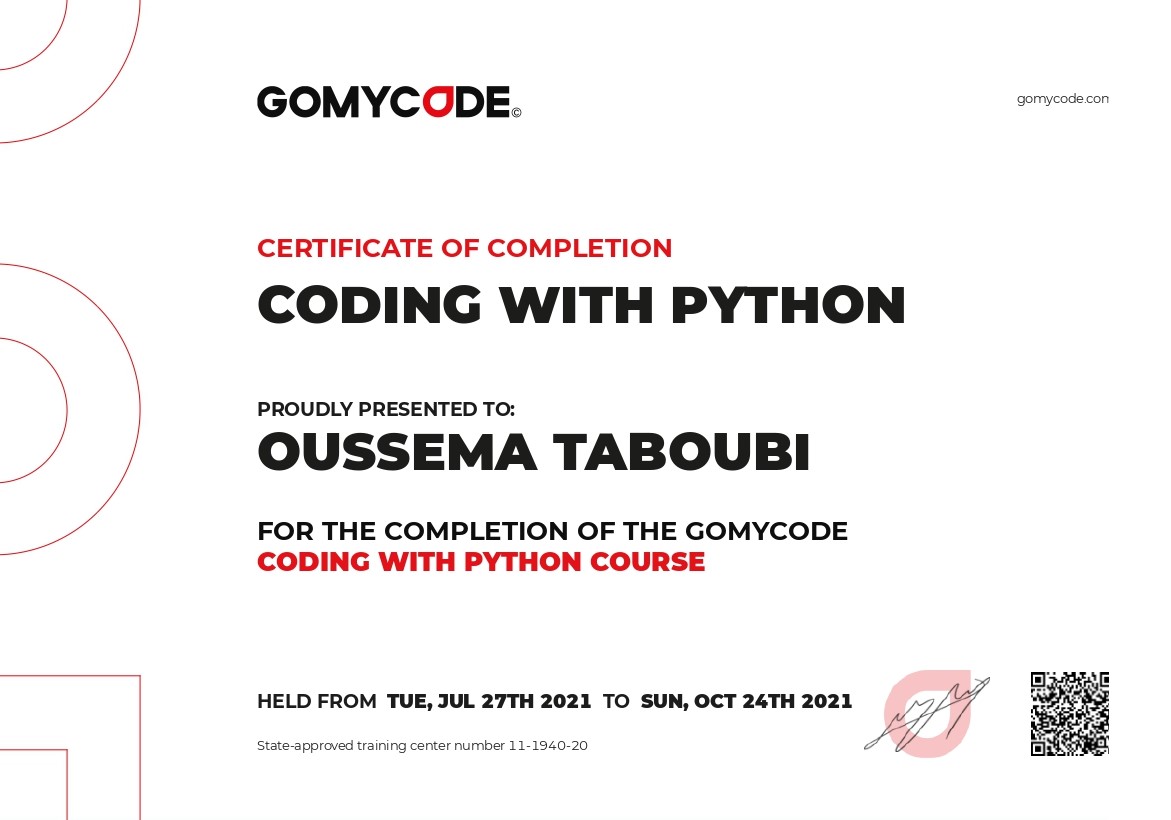 GOMYCODE©
gomycode.com
CERTIFICATE OF COMPLETION
CODING WITH PYTHON
PROUDLY PRESENTED TO:
OUSSEMA TABOUBI
FOR THE COMPLETION OF THE GOMYCODE
CODING WITH PYTHON COURSE
HELD FROM TUE, JUL 27TH 2021 TO SUN, OCT 24TH 2021
State-approved training center number 11-1940-20